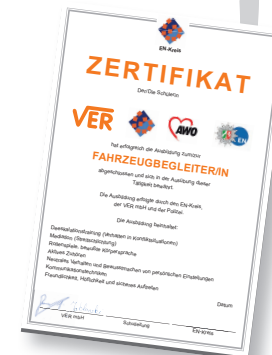 EN-Kreis
ZERTIFIKAT
Der/Die Schüler/in
VER
AWO
EN
hat erfolgreich die Ausbildung zum/zur
FAHRZEUGBEGLEITER/IN
abgeschlossen und sich in der Ausübung dieser
Tätigkeit bewährt.
Die Ausbildung erfolgte durch den EN-Kreis,
der VER mbH und der Polizei.
Die Ausbildung beinhaltet:
Deeskalationstraining (Verhalten in Konfliktsituationen)
Mediation (Streitschlichtung)
Rollenspiele, bewußte Körpersprache
Aktives Zuhören
Neutrales Verhalten und Bewusstmachen von persönlichen Einstellungen
Kommunikationstechniken
Freundlichkeit, Höflichkeit und sicheres Auftreten
Datum
VER mbH
Schulleitung
EN-Kreis